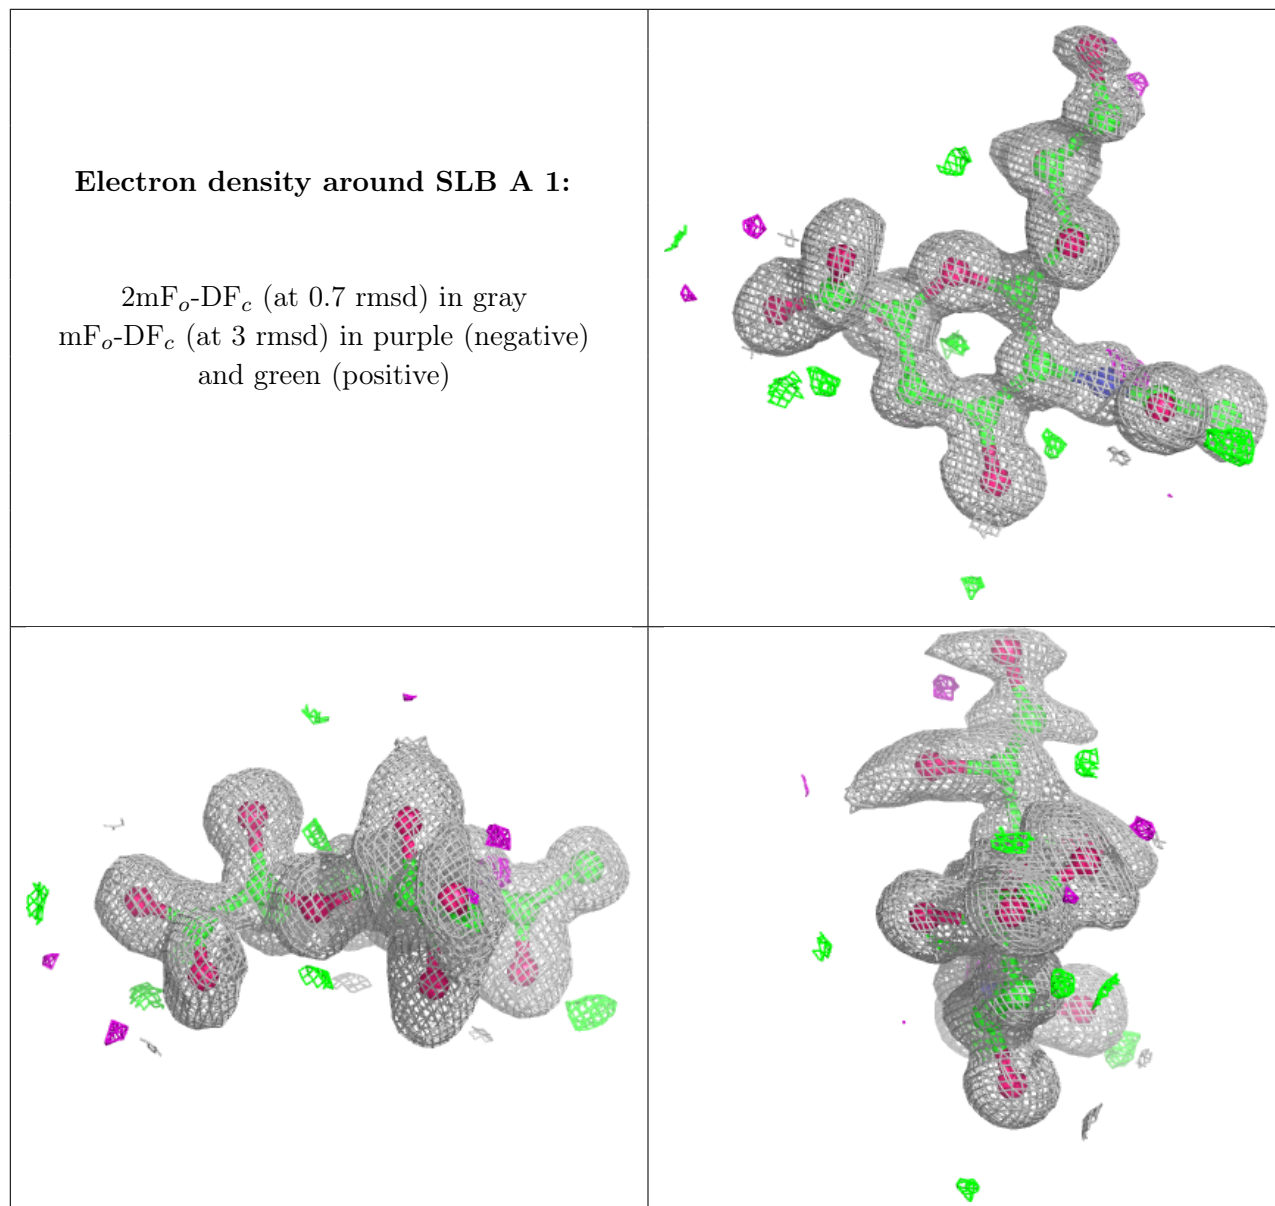 Electron density around SLB A 1:
2mFo-DFc (at 0.7 rmsd) in gray
mFo-DFc (at 3 rmsd) in purple (negative)
and green (positive)